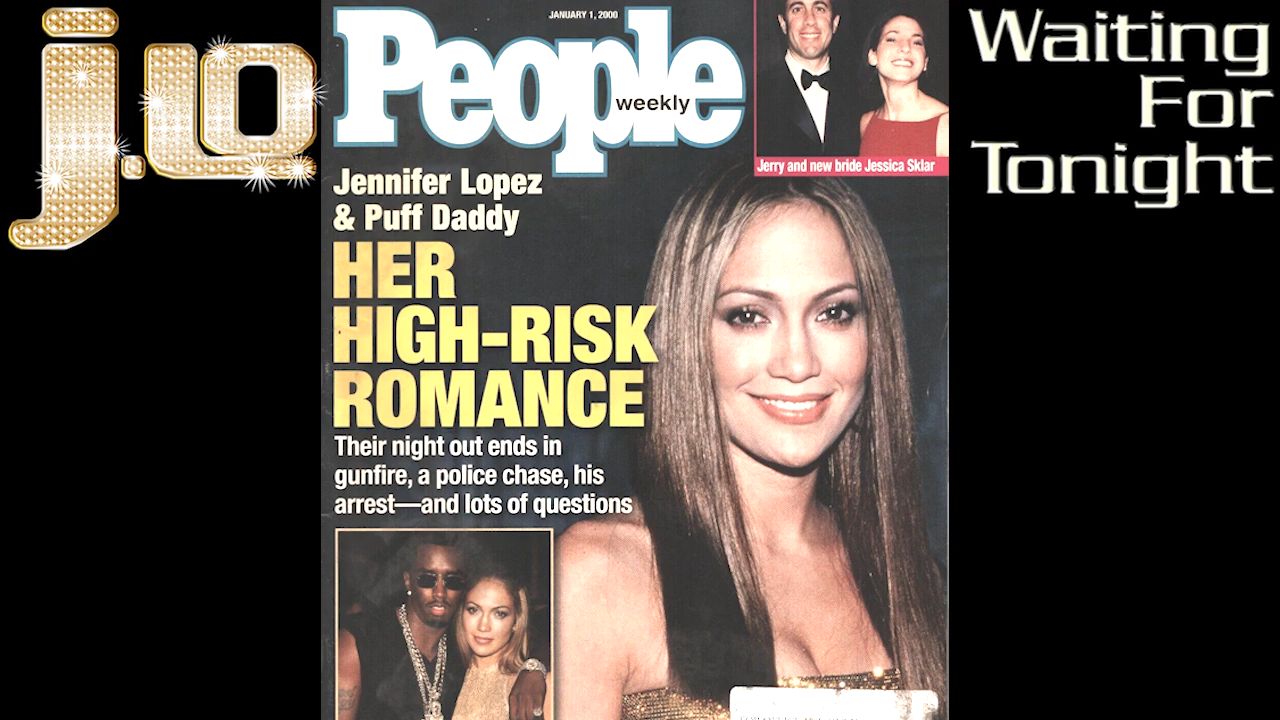 j.lo
JANUARY 1, 2000
People
weekly
Jerry and new bride Jessica Sklar
Jennifer Lopez
& Puff Daddy
HER
HIGH-RISK
ROMANCE
Their night out ends in
gunfire, a police chase, his
arrest—and lots of questions
Waiting
For
Tonight